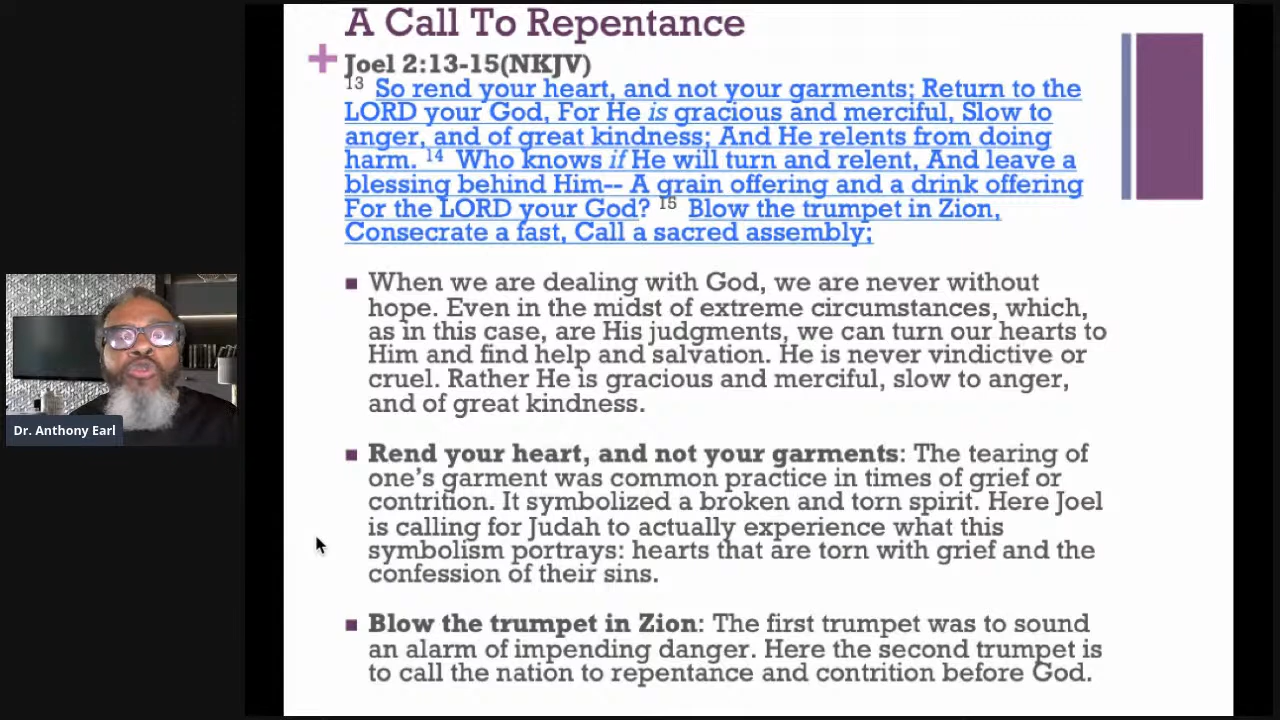 A Call To Repentance
+ Joel 2:13-15(NKJV)
13 So rend your heart, and not your garments; Return to the
LORD your God, For He is gracious and merciful, Slow to
anger, and of great kindness; And He relents from doing
harm. 14 Who knows if He will turn and relent, And leave a
blessing behind Him-- A grain offering and a drink offering
For the LORD your God? 15 Blow the trumpet in Zion,
Consecrate a fast, Call a sacred assembly;
When we are dealing with God, we are never without
hope. Even in the midst of extreme circumstances, which,
as in this case, are His judgments, we can turn our hearts to
Him and find help and salvation. He is never vindictive or
cruel. Rather He is gracious and merciful, slow to anger,
and of great kindness.
Rend your heart, and not your garments: The tearing of
one’s garment was common practice in times of grief or
contrition. It symbolized a broken and torn spirit. Here Joel
is calling for Judah to actually experience what this
symbolism portrays: hearts that are torn with grief and the
confession of their sins.
Blow the trumpet in Zion: The first trumpet was to sound
an alarm of impending danger. Here the second trumpet is
to call the nation to repentance and contrition before God.
Dr. Anthony Earl